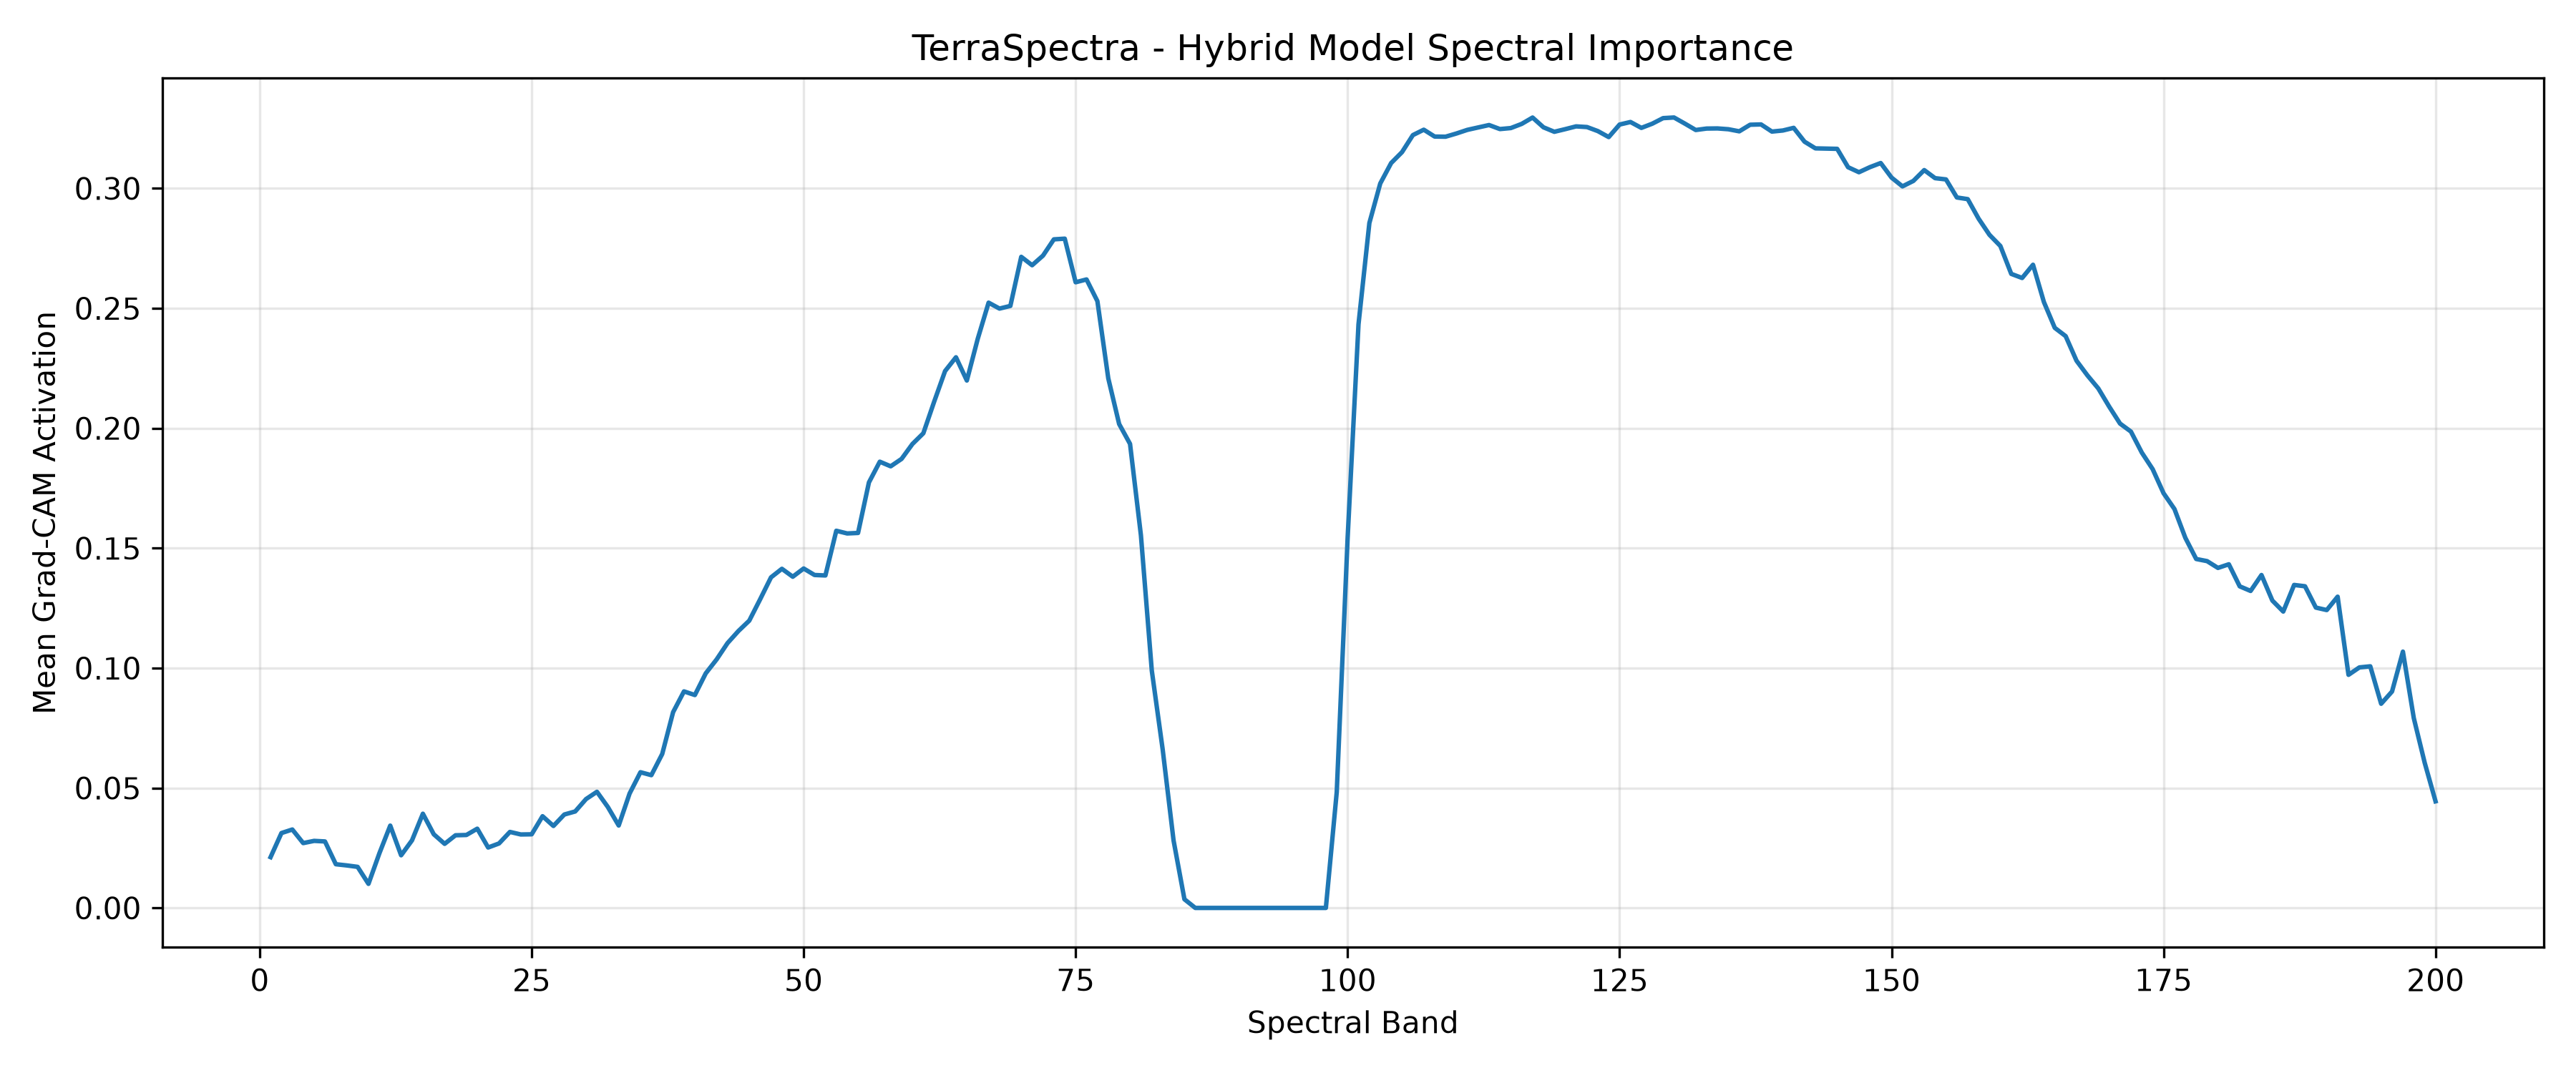 TerraSpectra - Hybrid Model Spectral Importance
Mean Grad-CAM Activation
0.30
0.25
0.20
0.15
0.10
0.05
0.00
0 25 50 75 100 125 150 175 200
Spectral Band